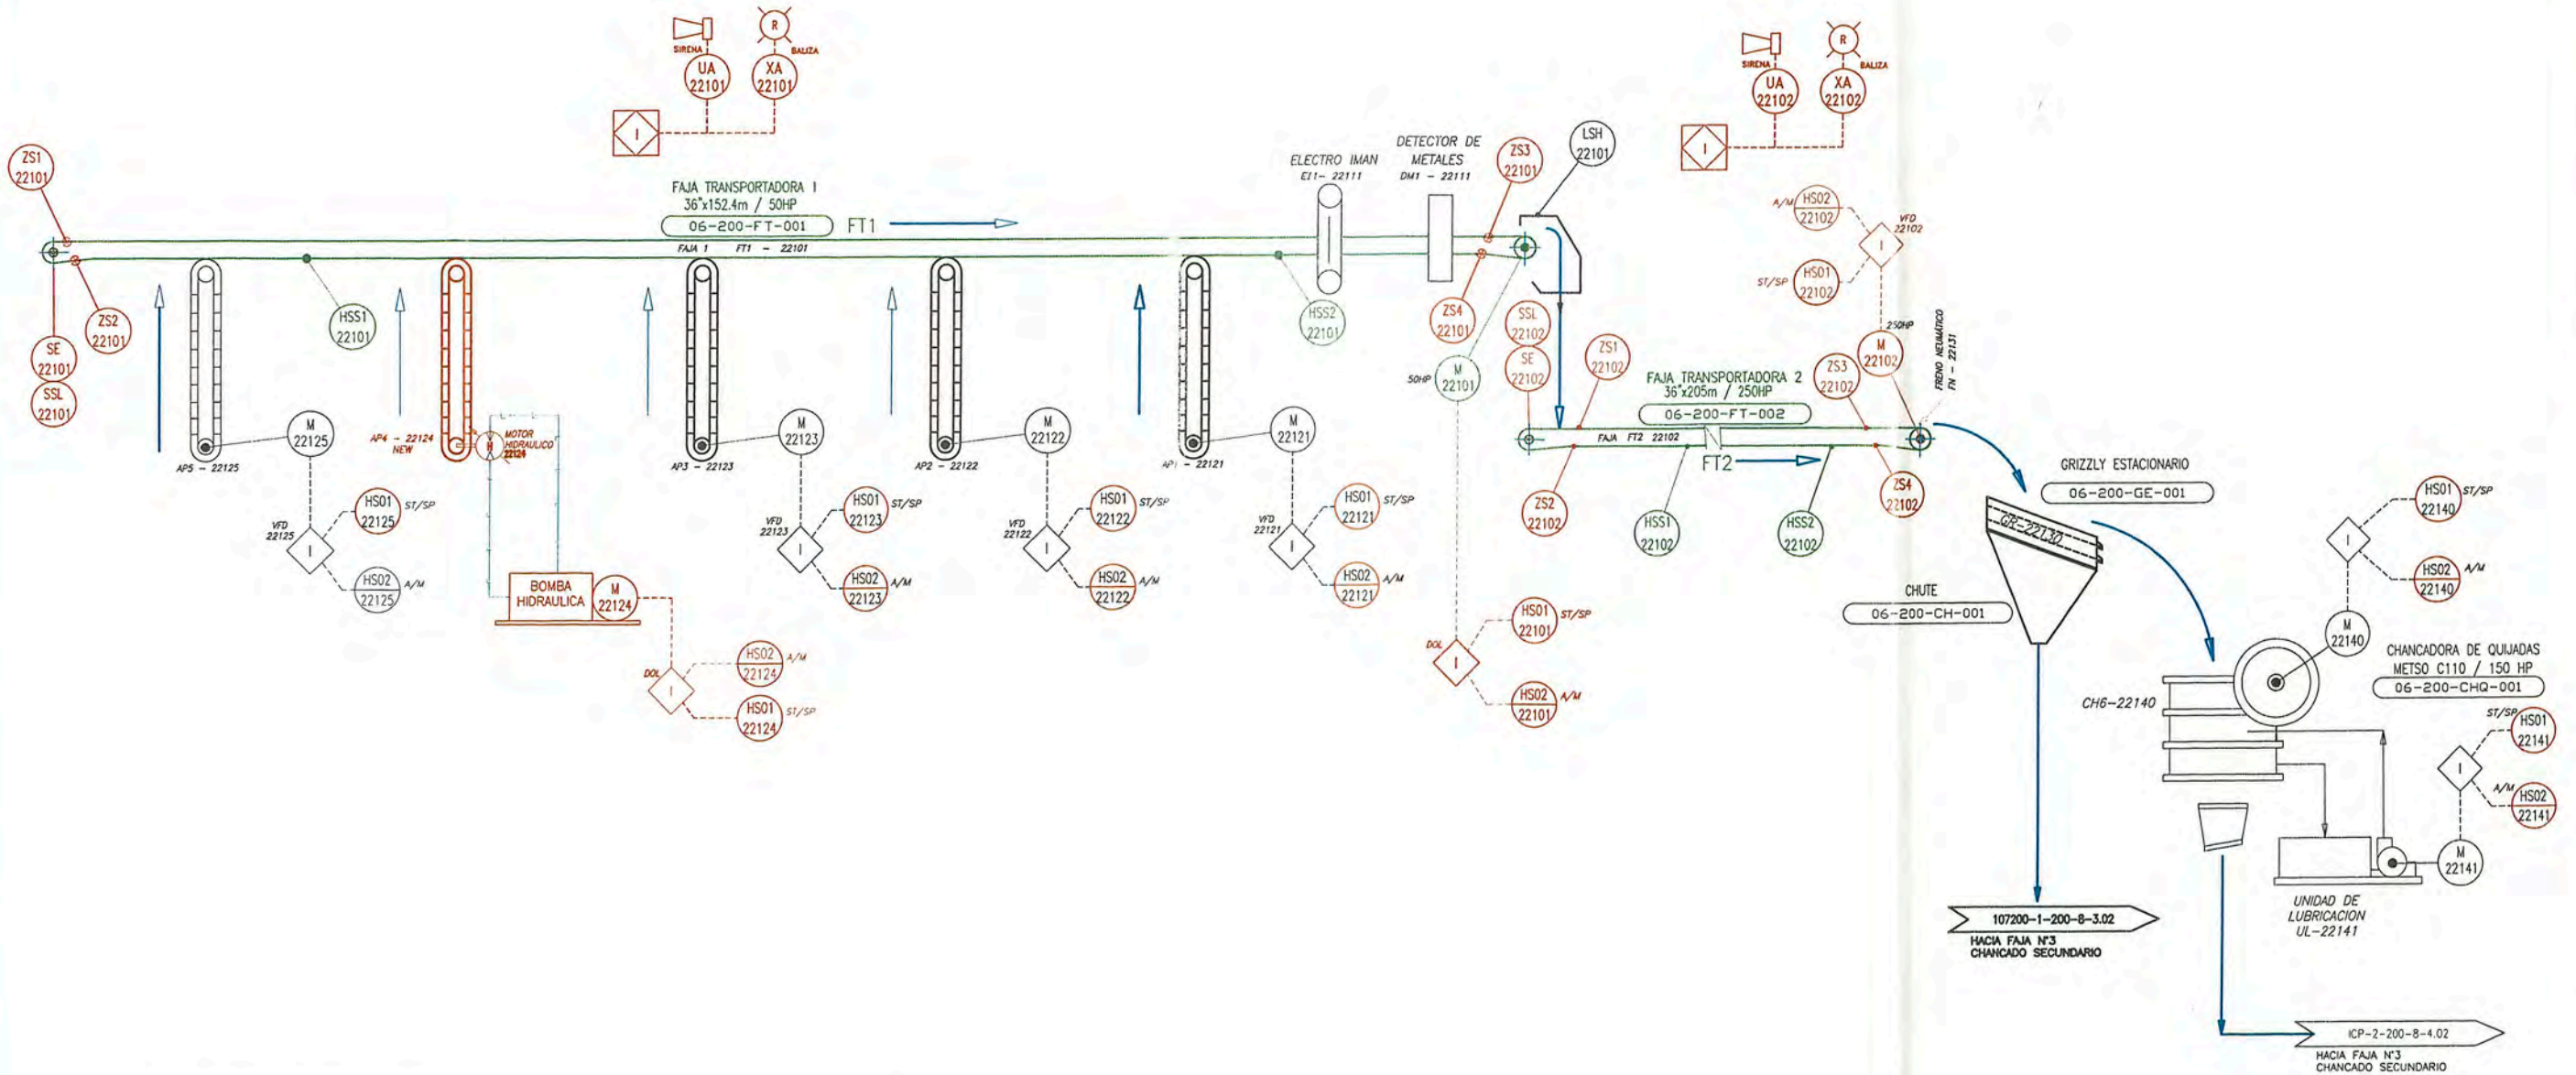 SIRENA
R
BALIZA
UA
22101
XA
22101
I
SIRENA
R
BALIZA
UA
22102
XA
22102
I
ZS1
22101
FAJA TRANSPORTADORA 1
36"x152.4m / 50HP
06-200-FT-001
FT1
FAJA 1 FT1 - 22101
ELECTRO IMAN
EI1- 22111
DETECTOR DE
METALES
DM1 - 22111
ZS3
22101
LSH
22101
A/M
HS02
22102
VFD
22102
I
ST/SP
HS01
22102
SE
22101
SSL
22101
ZS2
22101
HSS1
22101
HSS2
22101
ZS4
22101
SSL
22102
SE
22102
ZS1
22102
50HP
M
22101
FAJA TRANSPORTADORA 2
36"x205m / 250HP
06-200-FT-002
ZS3
22102
250HP
M
22102
FRENO NEUMÁTICO
FN - 22131
FAJA FT2 22102
FT2
ZS2
22102
HSS1
22102
HSS2
22102
ZS4
22102
AP5 - 22125
M
22125
VFD
22125
I
HS01
22125
ST/SP
HS02
22125
A/M
AP4 - 22124
NEW
H
MOTOR
HIDRAULICO
22124
BOMBA
HIDRAULICA
M
22124
DOL
I
HS02
22124
A/M
HS01
22124
ST/SP
AP3 - 22123
M
22123
VFD
22123
I
HS01
22123
ST/SP
HS02
22123
A/M
AP2 - 22122
M
22122
VFD
22122
I
HS01
22122
ST/SP
HS02
22122
A/M
AP1 - 22121
M
22121
VFD
22121
I
HS01
22121
ST/SP
HS02
22121
A/M
DOL
I
HS01
22101
ST/SP
HS02
22101
A/M
GRIZZLY ESTACIONARIO
06-200-GE-001
GR-22130
CHUTE
06-200-CH-001
HS01
22140
ST/SP
I
HS02
22140
A/M
M
22140
CHANCADORA DE QUIJADAS
METSO C110 / 150 HP
06-200-CHQ-001
CH6-22140
ST/SP
HS01
22141
I
A/M
HS02
22141
M
22141
UNIDAD DE
LUBRICACION
UL-22141
107200-1-200-8-3.02
HACIA FAJA N°3
CHANCADO SECUNDARIO
ICP-2-200-8-4.02
HACIA FAJA N°3
CHANCADO SECUNDARIO